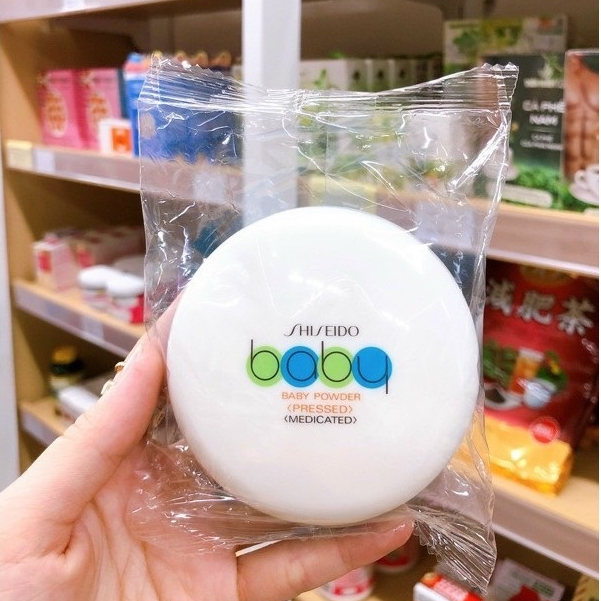 SHISEIDO
baby
BABY POWDER
〈PRESSED〉
〈MEDICATED〉
CÀ PHÊ
NAM
減肥茶